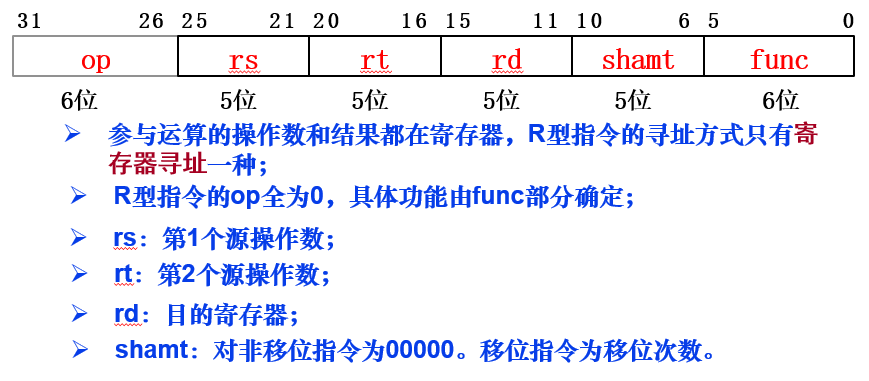 31 26 25 21 20 16 15 11 10 6 5 0
op rs rt rd shamt func
6位 5位 5位 5位 5位 6位
➢ 参与运算的操作数和结果都在寄存器，R型指令的寻址方式只有寄
存器寻址一种；
➢ R型指令的op全为0，具体功能由func部分确定；
➢ rs：第1个源操作数；
➢ rt：第2个源操作数；
➢ rd：目的寄存器；
➢ shamt：对非移位指令为00000。移位指令为移位次数。